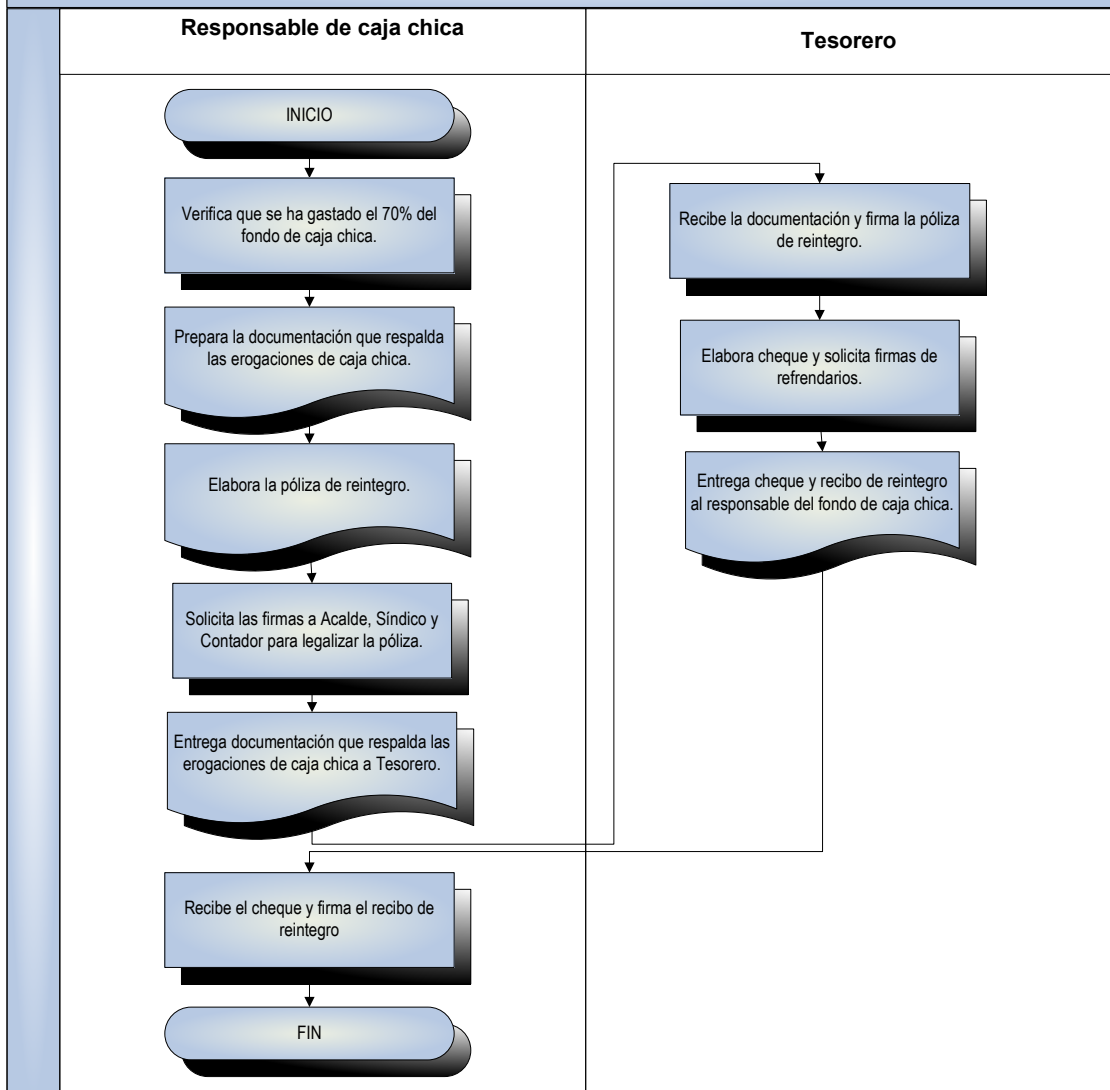 Responsable de caja chica
Tesorero
INICIO
Verifica que se ha gastado el 70% del
fondo de caja chica.
Prepara la documentación que respalda
las erogaciones de caja chica.
Elabora la póliza de reintegro.
Solicita las firmas a Acalde, Síndico y
Contador para legalizar la póliza.
Entrega documentación que respalda las
erogaciones de caja chica a Tesorero.
Recibe la documentación y firma la póliza
de reintegro.
Elabora cheque y solicita firmas de
refrendarios.
Entrega cheque y recibo de reintegro
al responsable del fondo de caja chica.
Recibe el cheque y firma el recibo de
reintegro
FIN